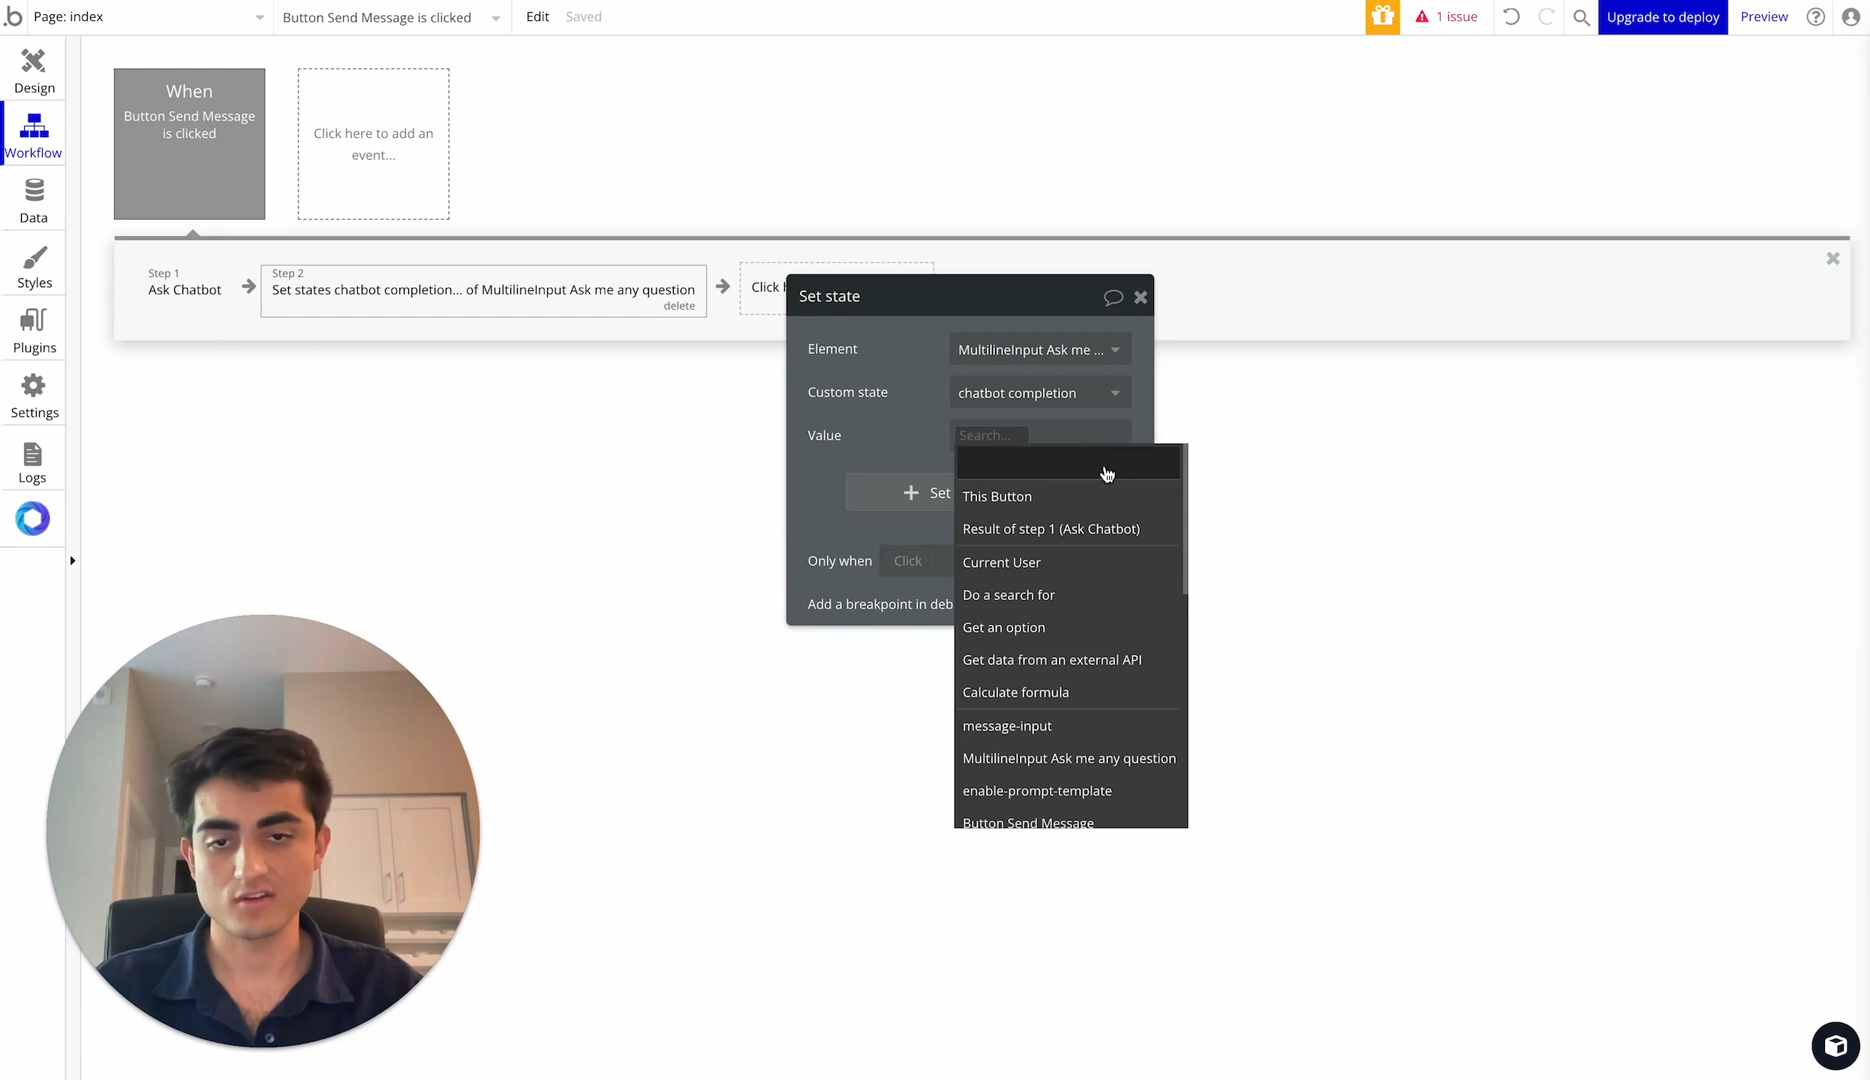 .b
Page: index
Button Send Message is clicked
Edit
Saved
1 issue
Upgrade to deploy
Preview
Design
Workflow
Data
Styles
Plugins
Settings
Logs
When
Button Send Message
is clicked
Click here to add an
event...
Step 1
Ask Chatbot
Step 2
Set states chatbot completion... of MultilineInput Ask me any question
delete
Click
Set state
Element
MultilineInput Ask me ...
Custom state
chatbot completion
Value
Search...
Set
Only when
Click
Add a breakpoint in deb
This Button
Result of step 1 (Ask Chatbot)
Current User
Do a search for
Get an option
Get data from an external API
Calculate formula
message-input
MultilineInput Ask me any question
enable-prompt-template
Button Send Message